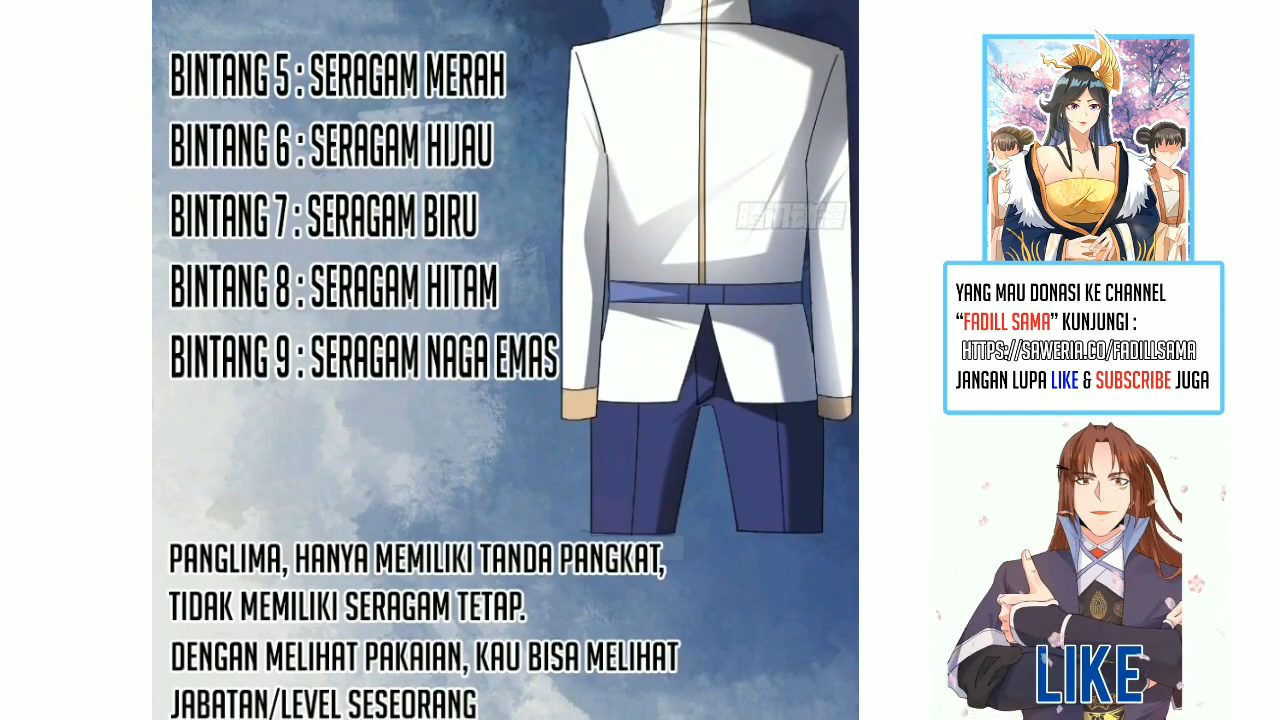 BINTANG 5 : SERAGAM MERAH
BINTANG 6 : SERAGAM HIJAU
BINTANG 7 : SERAGAM BIRU
BINTANG 8 : SERAGAM HITAM
BINTANG 9 : SERAGAM NAGA EMAS
PANGLIMA, HANYA MEMILIKI TANDA PANGKAT,
TIDAK MEMILIKI SERAGAM TETAP.
DENGAN MELIHAT PAKAIAN, KAU BISA MELIHAT
JABATAN/LEVEL SESEORANG
YANG MAU DONASI KE CHANNEL
“FADILL SAMA” KUNJUNGI :
HTTPS://SAWERIA.CO/FADILLSAMA
JANGAN LUPA LIKE & SUBSCRIBE JUGA
LIKE